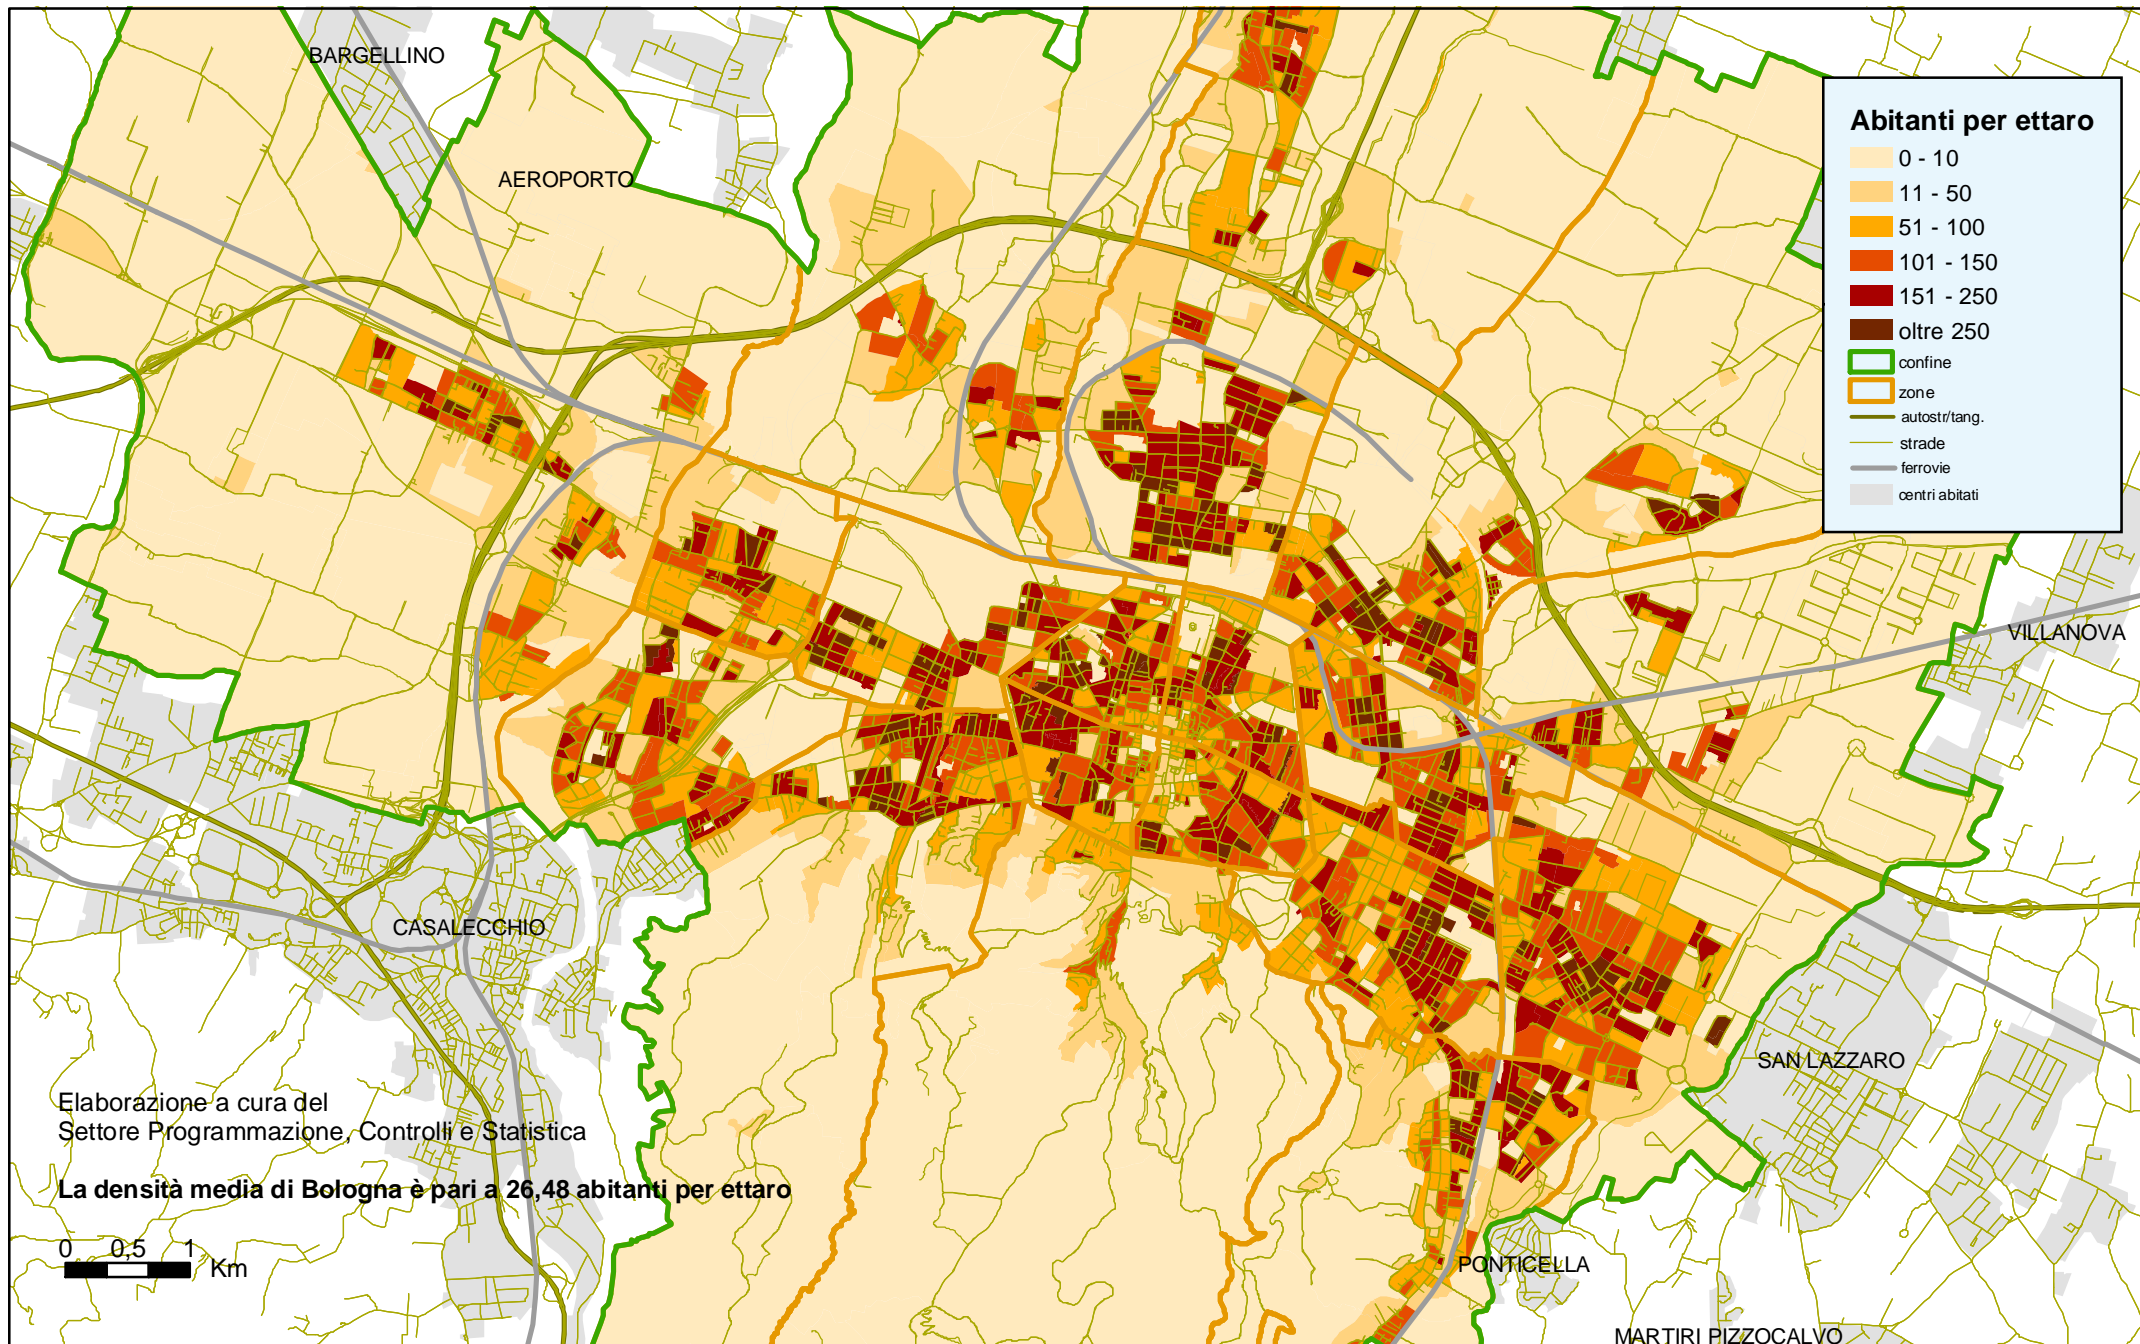 BARGELLINO
AEROPORTO
Abitanti per ettaro
0 - 10
11 - 50
51 - 100
101 - 150
151 - 250
oltre 250
confine
zone
autostr/tang.
strade
ferrovie
centri abitati
VILLANOVA
CASALECCHIO
SAN LAZZARO
Elaborazione a cura del
Settore Programmazione, Controlli e Statistica
La densità media di Bologna è pari a 26,48 abitanti per ettaro
0 0,5 1
Km
PONTICELLA
MARTIRI PIZZOCALVO